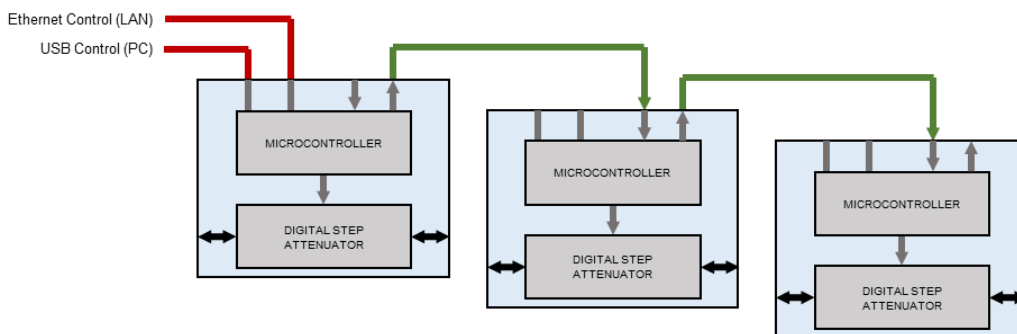 Ethernet Control (LAN)
USB Control (PC)
MICROCONTROLLER
DIGITAL STEP
ATTENUATOR
MICROCONTROLLER
DIGITAL STEP
ATTENUATOR
MICROCONTROLLER
DIGITAL STEP
ATTENUATOR